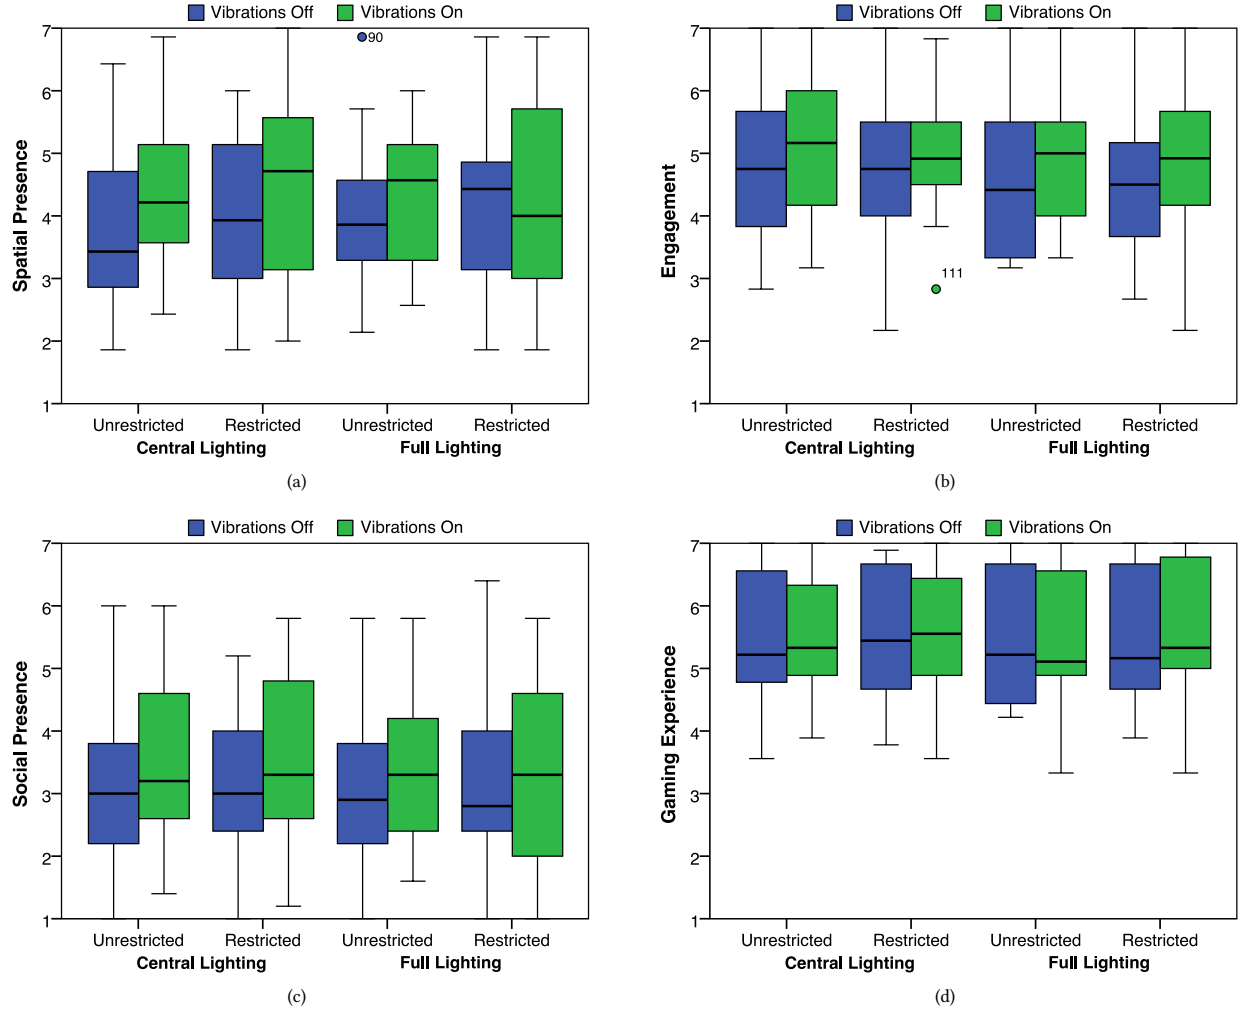 Vibrations Off Vibrations On
7
6
5
4
3
2
1
Spatial Presence
90
Unrestricted Restricted Unrestricted Restricted
Central Lighting Full Lighting
(a)
Vibrations Off Vibrations On
7
6
5
4
3
2
1
Engagement
111
Unrestricted Restricted Unrestricted Restricted
Central Lighting Full Lighting
(b)
Vibrations Off Vibrations On
7
6
5
4
3
2
1
Social Presence
Unrestricted Restricted Unrestricted Restricted
Central Lighting Full Lighting
(c)
Vibrations Off Vibrations On
7
6
5
4
3
2
1
Gaming Experience
Unrestricted Restricted Unrestricted Restricted
Central Lighting Full Lighting
(d)